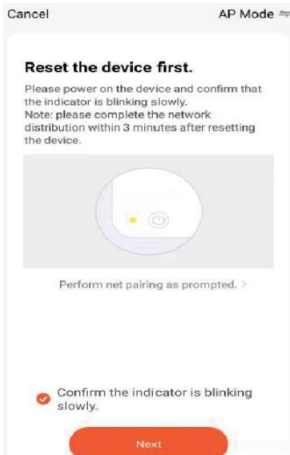 Cancel AP Mode
Reset the device first.
Please power on the device and confirm that
the indicator is blinking slowly.
Note: please complete the network
distribution within 3 minutes after resetting
the device.
Perform net pairing as prompted. >
Confirm the indicator is blinking
slowly.
Next